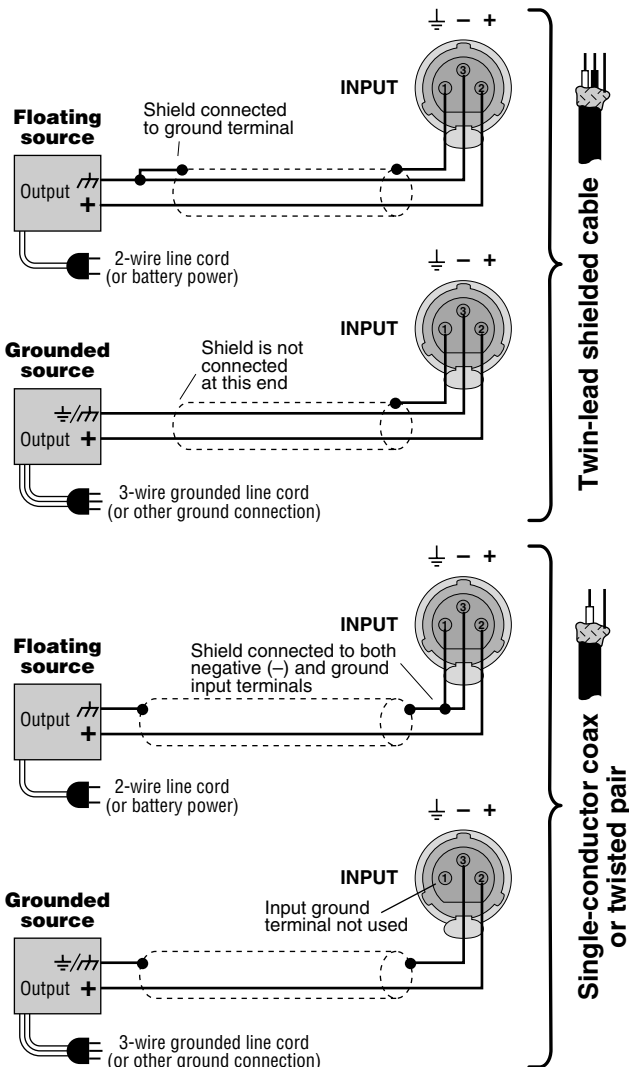 – +
INPUT
1 3 2
Shield connected
to ground terminal
Floating
source
Output
+
2-wire line cord
(or battery power)
– +
INPUT
1 3 2
Shield is not
connected
at this end
Grounded
source
/
Output +
3-wire grounded line cord
(or other ground connection)
Twin-lead shielded cable
– +
INPUT
1 3 2
Shield connected to both
negative (–) and ground
input terminals
Floating
source
Output
+
2-wire line cord
(or battery power)
– +
INPUT
1 3 2
Input ground
terminal not used
Grounded
source
/
Output +
3-wire grounded line cord
(or other ground connection)
Single-conductor coax
or twisted pair